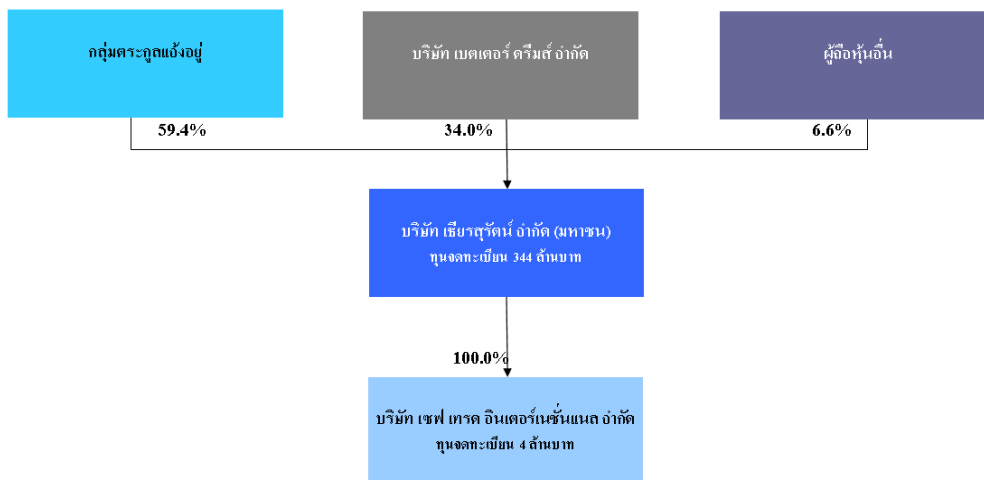 กลุ่มตระกูลแอ้งอยู่
บริษัท เบตเตอร์ ดรีมส์ จำกัด
ผู้ถือหุ้นอื่น
59.4%
34.0%
6.6%
บริษัท เธียรสุรัตน์ จำกัด (มหาชน)
ทุนจดทะเบียน 344 ล้านบาท
100.0%
บริษัท เซฟ เทรด อินเตอร์เนชั่นแนล จำกัด
ทุนจดทะเบียน 4 ล้านบาท